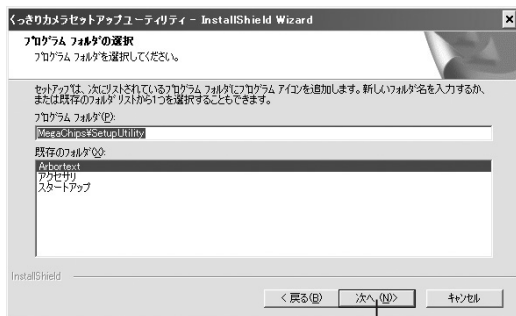 くっきりカメラセットアップユーティリティ - InstallShield Wizard
プログラム フォルダの選択
プログラム フォルダを選択してください。
セットアップは、次にリストされているプログラム フォルダにプログラム アイコンを追加します。新しいフォルダ名を入力するか、
または既存のフォルダ リストから1つを選択することもできます。
プログラム フォルダ(P):
MegaChips¥SetupUtility
既存のフォルダ(X):
Arbortext
アクセサリ
スタートアップ
InstallShield
< 戻る(B)
次へ(N)>
キャンセル